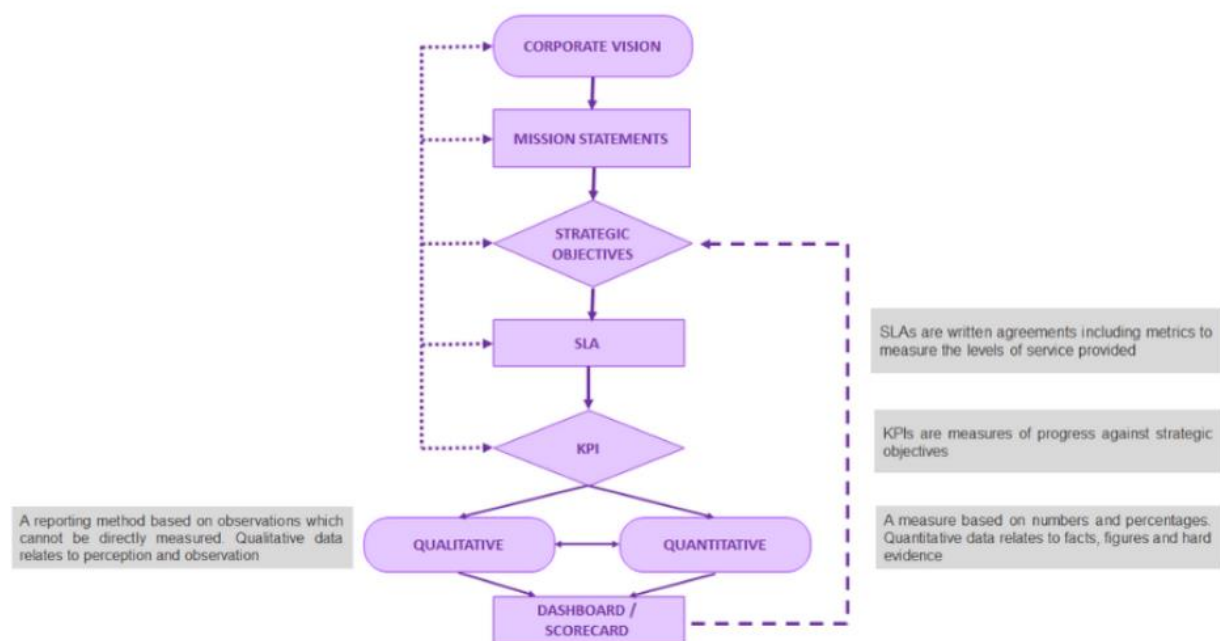 CORPORATE VISION
MISSION STATEMENTS
STRATEGIC
OBJECTIVES
SLA
SLAs are written agreements including metrics to
measure the levels of service provided
KPI
KPIs are measures of progress against strategic
objectives
A reporting method based on observations which
cannot be directly measured. Qualitative data
relates to perception and observation
QUALITATIVE
QUANTITATIVE
A measure based on numbers and percentages.
Quantitative data relates to facts, figures and hard
evidence
DASHBOARD /
SCORECARD